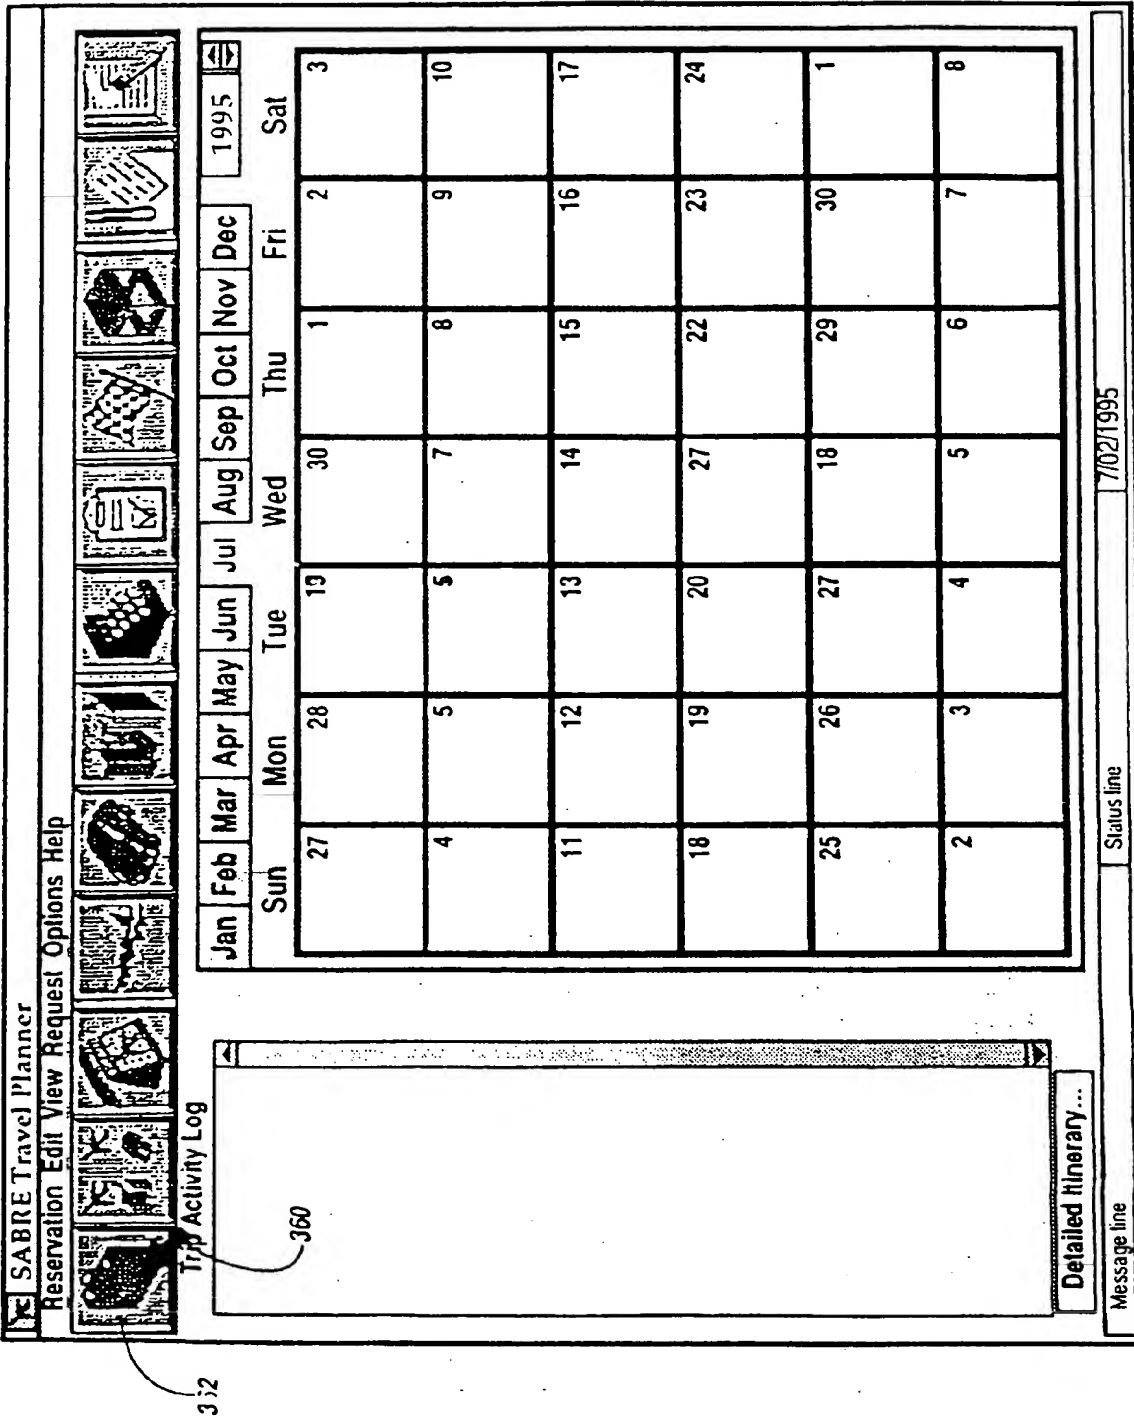 SABRE Travel Planner
Reservation Edit View Request Options Help
Trip Activity Log
Jan Feb Mar Apr May Jun Jul Aug Sep Oct Nov Dec 1995
Sun Mon Tue Wed Thu Fri Sat
27 28 19 30 1 2 3
4 5 5 7 8 9 10
11 12 13 14 15 16 17
18 19 20 27 22 23 24
25 26 27 18 29 30 1
2 3 4 5 6 7 8
Detailed Itinerary...
Message line Status line 7/02/1995
360